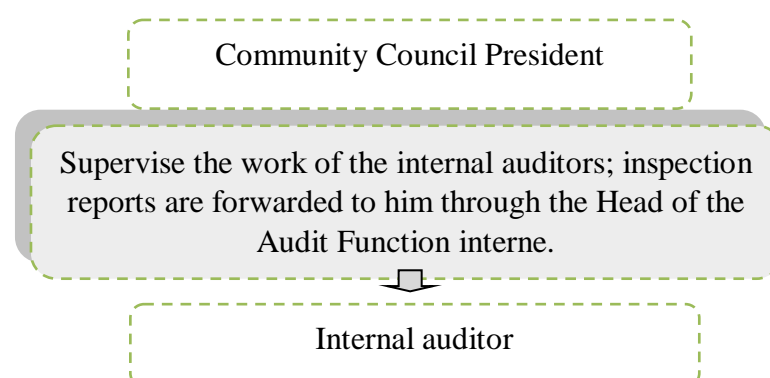 Community Council President
Supervise the work of the internal auditors; inspection
reports are forwarded to him through the Head of the
Audit Function interne.
Internal auditor